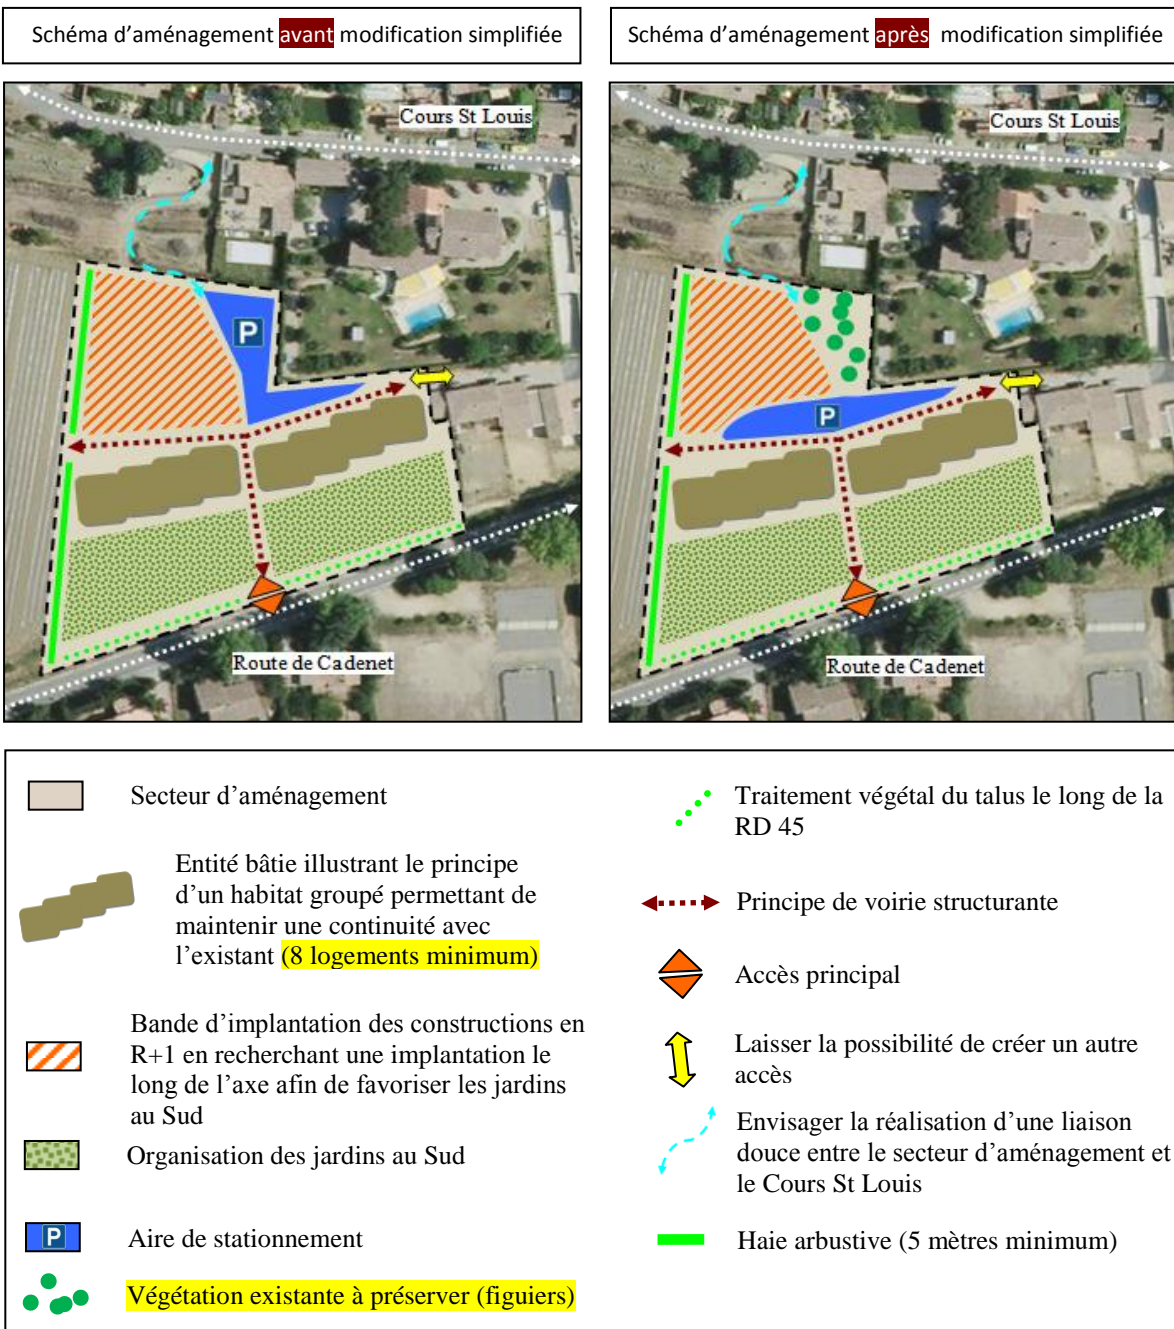 Schéma d’aménagement avant modification simplifiée
Schéma d’aménagement après modification simplifiée
Cours St Louis
P
Route de Cadenet
Cours St Louis
P
Route de Cadenet
Secteur d’aménagement
Entité bâtie illustrant le principe
d’un habitat groupé permettant de
maintenir une continuité avec
l’existant (8 logements minimum)
Bande d’implantation des constructions en
R+1 en recherchant une implantation le
long de l’axe afin de favoriser les jardins
au Sud
Organisation des jardins au Sud
P
Aire de stationnement
Végétation existante à préserver (figuiers)
Traitement végétal du talus le long de la
RD 45
Principe de voirie structurante
Accès principal
Laisser la possibilité de créer un autre
accès
Envisager la réalisation d’une liaison
douce entre le secteur d’aménagement et
le Cours St Louis
Haie arbustive (5 mètres minimum)